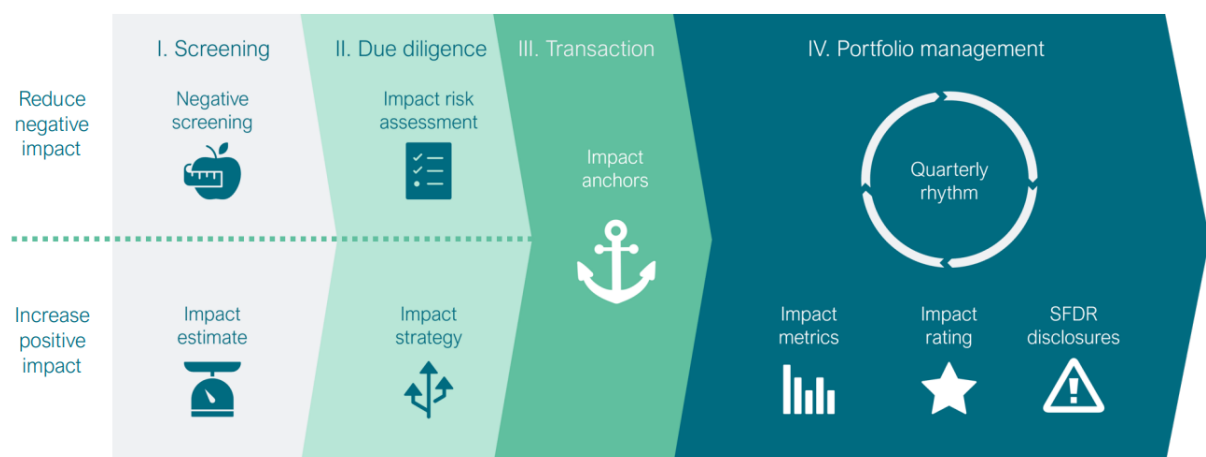 I. Screening
II. Due diligence
III. Transaction
IV. Portfolio management
Reduce
negative
impact
Negative
screening
Impact risk
assessment
Impact
anchors
Quarterly
rhythm
Increase
positive
impact
Impact
estimate
Impact
strategy
Impact
metrics
Impact
rating
SFDR
disclosures